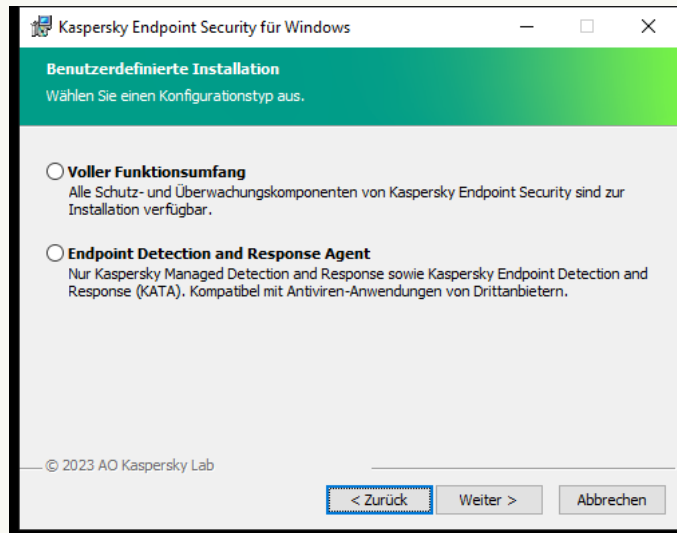 Kaspersky Endpoint Security für Windows
Benutzerdefinierte Installation
Wählen Sie einen Konfigurationstyp aus.
Voller Funktionsumfang
Alle Schutz- und Überwachungskomponenten von Kaspersky Endpoint Security sind zur
Installation verfügbar.
Endpoint Detection and Response Agent
Nur Kaspersky Managed Detection and Response sowie Kaspersky Endpoint Detection and
Response (KATA). Kompatibel mit Antiviren-Anwendungen von Drittanbietern.
© 2023 AO Kaspersky Lab
< Zurück Weiter > Abbrechen